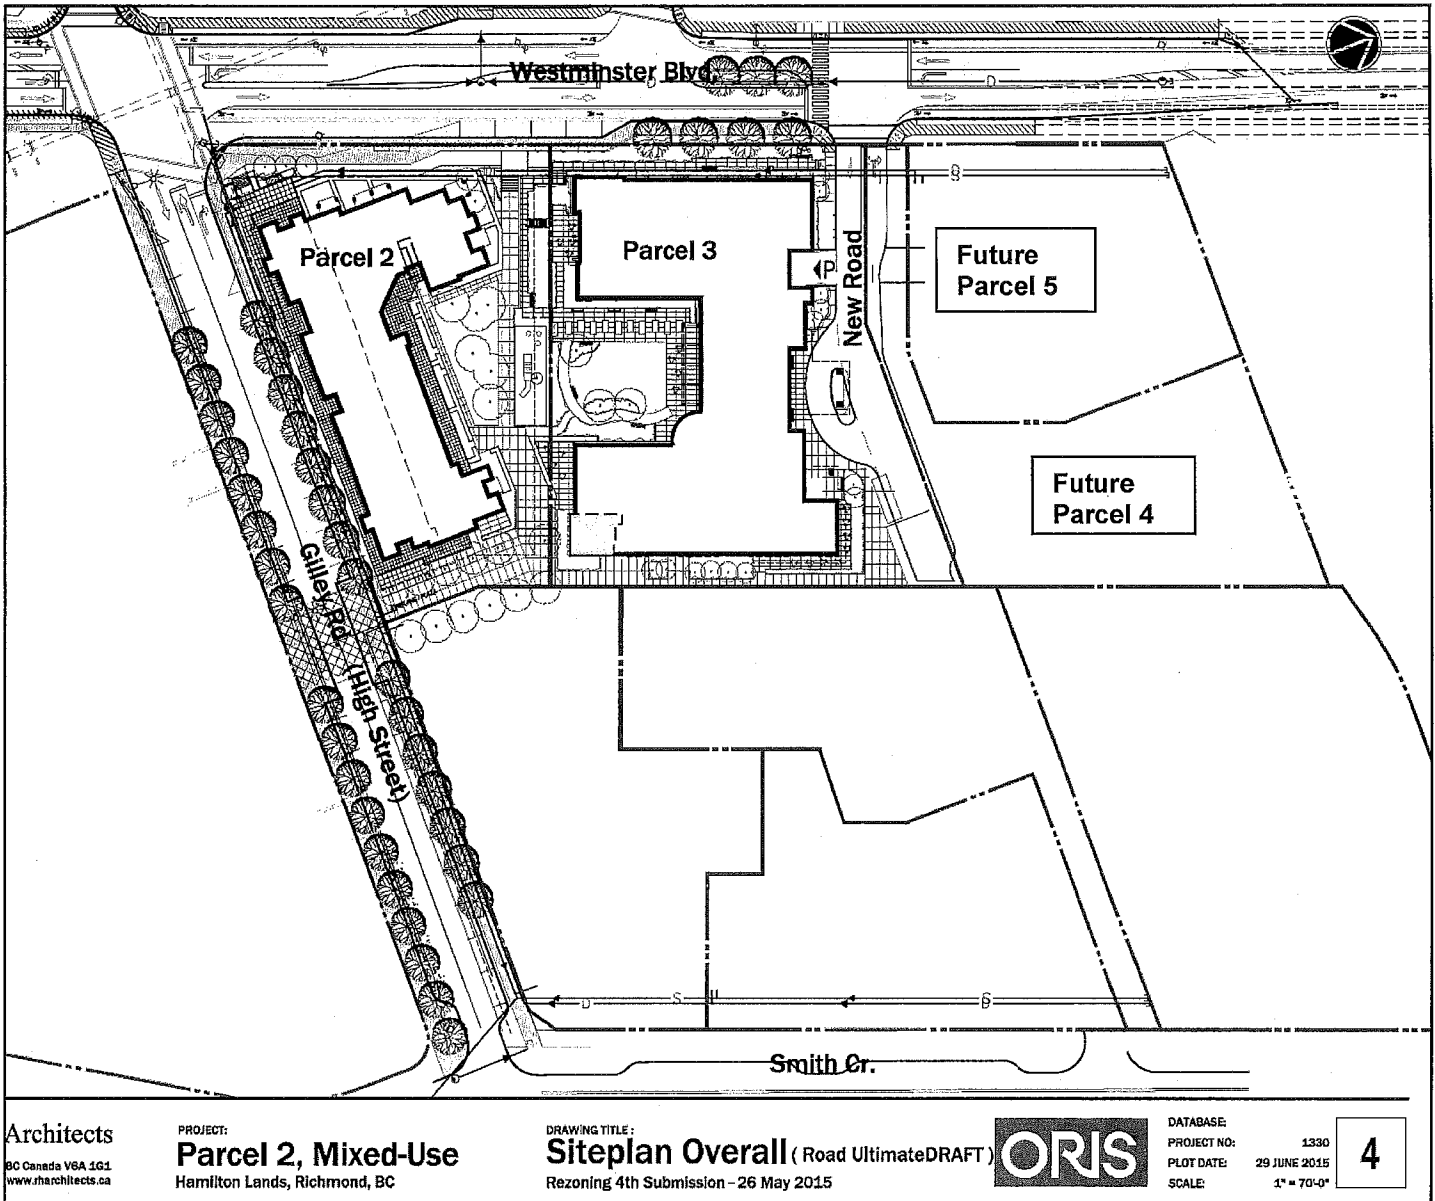 Westminster Blvd.
Parcel 2
Parcel 3
P
New Road
Future
Parcel 5
Future
Parcel 4
Gilley Rd. (High Street)
Smith Cr.
Architects
BC Canada V6A 1G1
www.rharchitects.ca
PROJECT:
Parcel 2, Mixed-Use
Hamilton Lands, Richmond, BC
DRAWING TITLE:
Siteplan Overall ( Road UltimateDRAFT )
Rezoning 4th Submission - 26 May 2015
ORIS
DATABASE:
PROJECT NO: 1330
PLOT DATE: 29 JUNE 2015
SCALE: 1" = 70'-0"
4